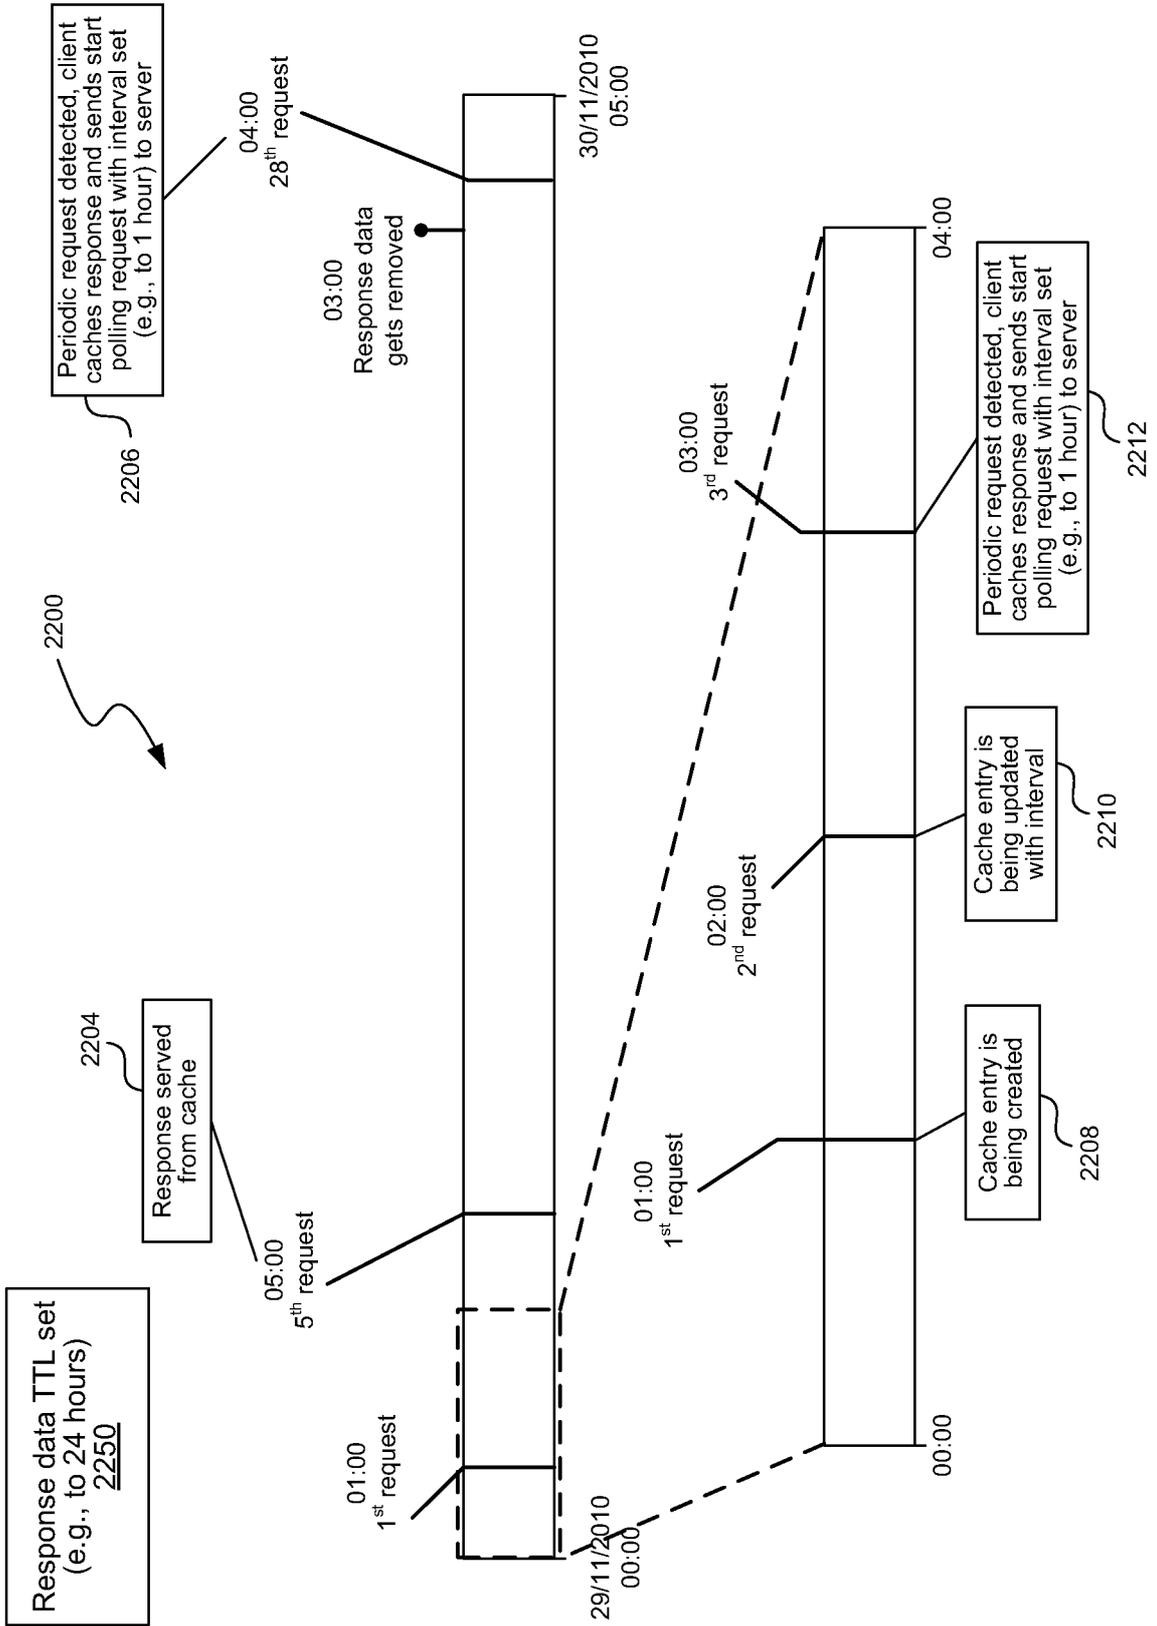 Response data TTL set
(e.g., to 24 hours)
2250
2204
Response served
from cache
2200
2206
Periodic request detected, client
caches response and sends start
polling request with interval set
(e.g., to 1 hour) to server
01:00
1st request
05:00
5th request
03:00
Response data
gets removed
04:00
28th request
29/11/2010
00:00
30/11/2010
05:00
01:00
1st request
02:00
2nd request
03:00
3rd request
00:00
04:00
Cache entry is
being created
2208
Cache entry is
being updated
with interval
2210
Periodic request detected, client
caches response and sends start
polling request with interval set
(e.g., to 1 hour) to server
2212